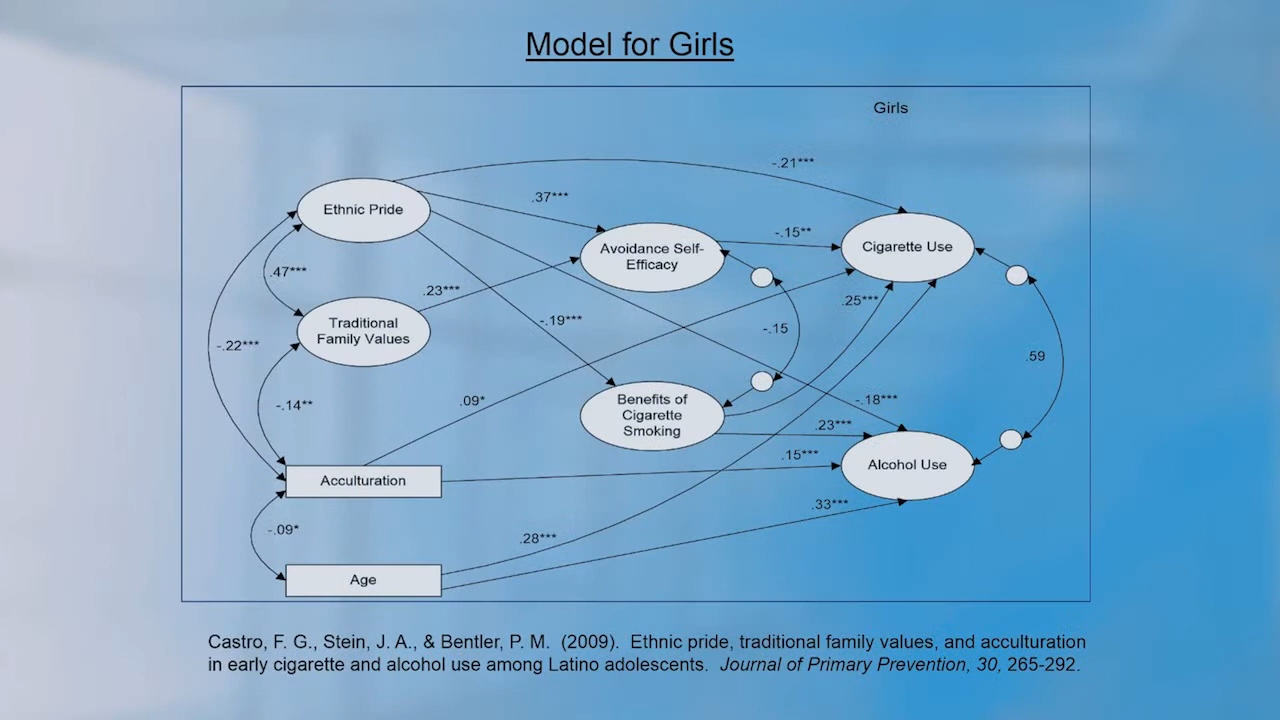 Model for Girls
Girls
-.21***
.37***
Ethnic Pride
-.15**
Avoidance Self-
Efficacy
Cigarette Use
.47***
.23***
.25***
-.19***
-.15
Traditional
Family Values
-.22***
.59
-.14**
.09*
-.18***
Benefits of
Cigarette
Smoking
.23***
.15***
Alcohol Use
Acculturation
.33***
-.09*
.28***
Age
Castro, F. G., Stein, J. A., & Bentler, P. M. (2009). Ethnic pride, traditional family values, and acculturation
in early cigarette and alcohol use among Latino adolescents. Journal of Primary Prevention, 30, 265-292.